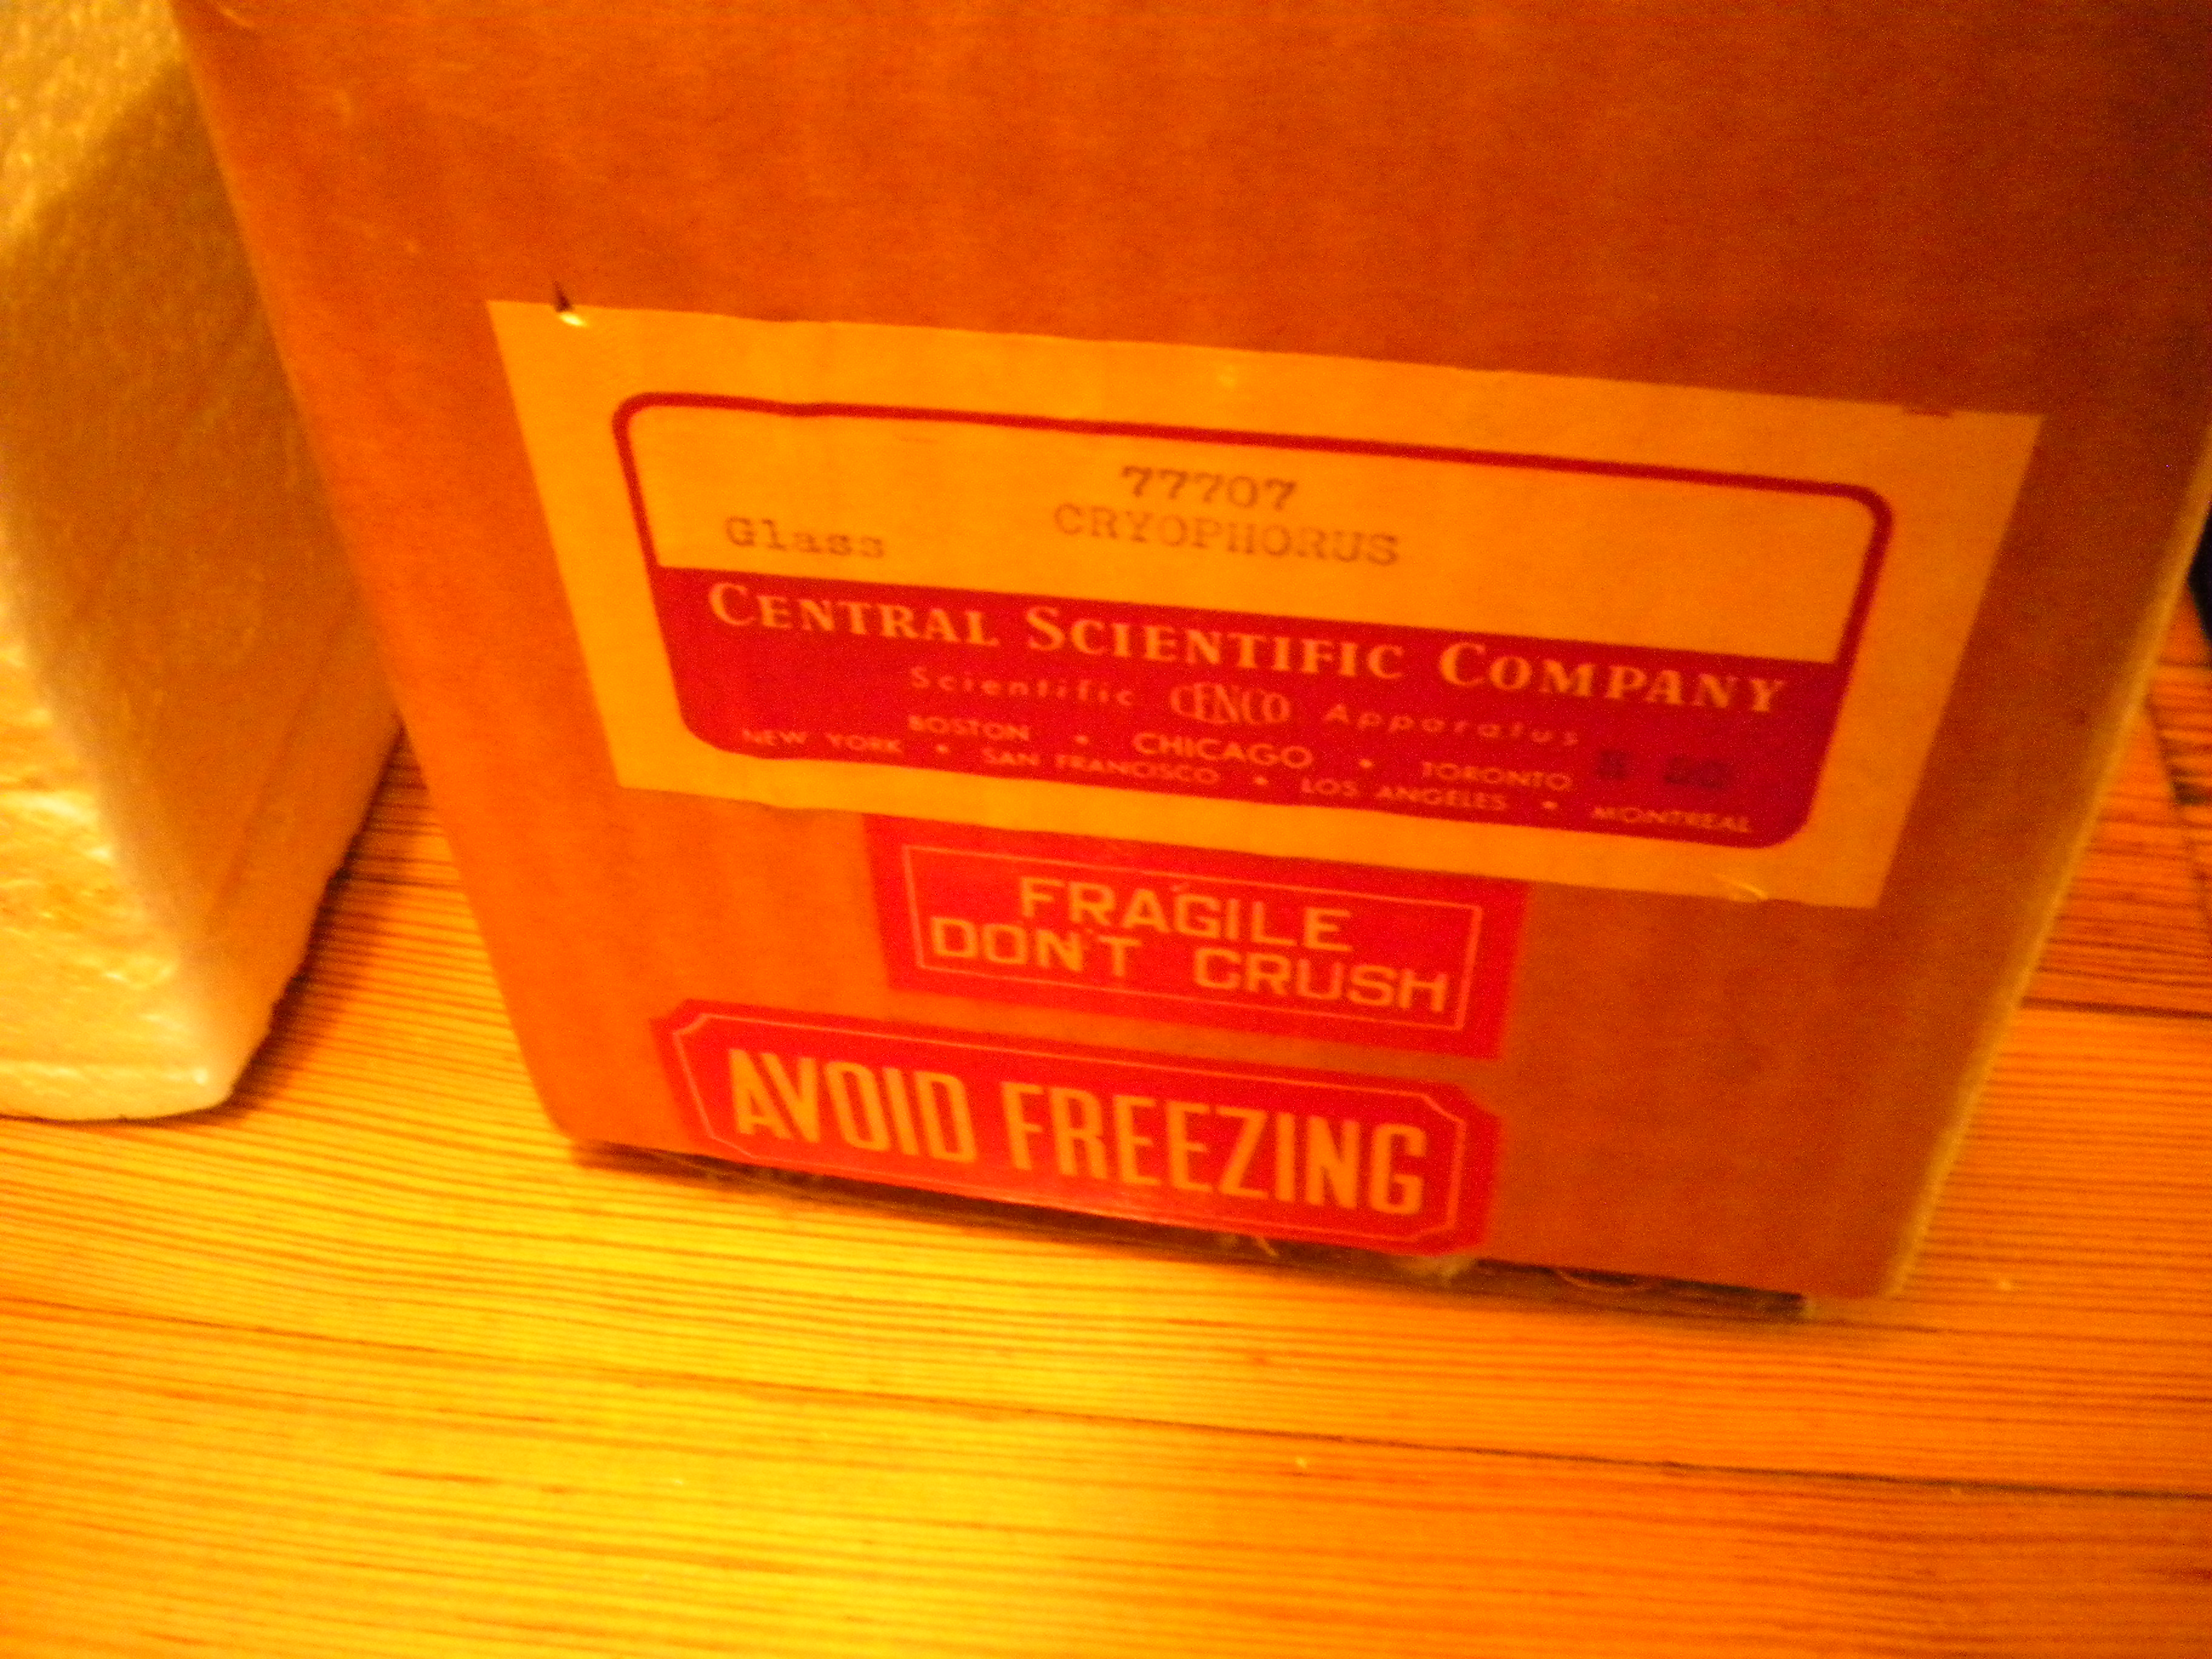 77707
Glass CRYOPHORUS
CENTRAL SCIENTIFIC COMPANY
Scientific CENCO Apparatus
BOSTON • CHICAGO • TORONTO
NEW YORK • SAN FRANCISCO • LOS ANGELES • MONTREAL
FRAGILE
DON'T CRUSH
AVOID FREEZING